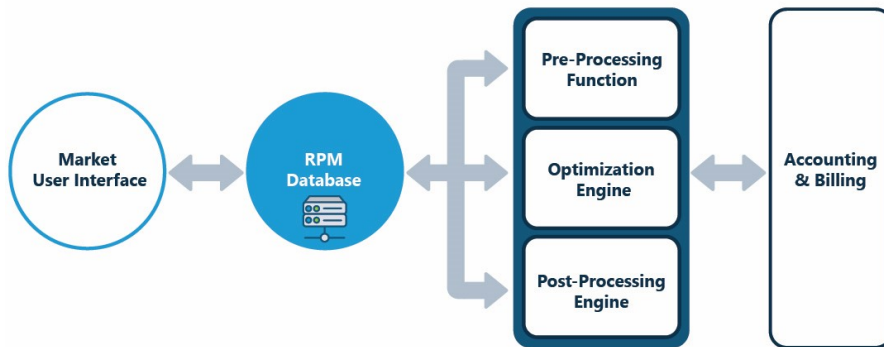 Market
User Interface
RPM
Database
Pre-Processing
Function
Optimization
Engine
Post-Processing
Engine
Accounting
& Billing